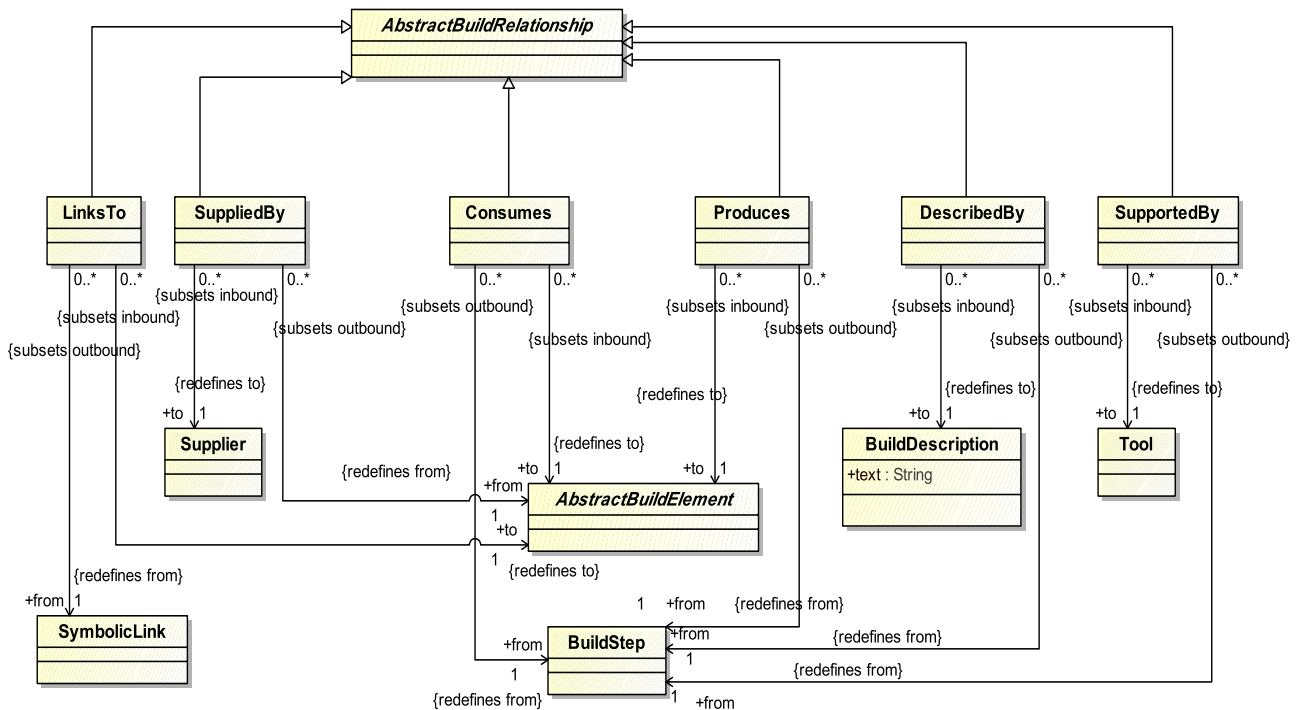 AbstractBuildRelationship
LinksTo
SuppliedBy
Consumes
Produces
DescribedBy
SupportedBy
0..*
0..*
0..*
0..*
0..*
0..*
0..*
0..*
0..*
0..*
0..*
0..*
{subsets inbound}
{subsets outbound}
{subsets inbound}
{subsets inbound}
{subsets inbound}
{subsets inbound}
{subsets outbound}
{subsets outbound}
{subsets outbound}
{subsets inbound}
{subsets outbound}
{subsets outbound}
{redefines to}
{redefines to}
{redefines to}
{redefines to}
+to
1
+to
1
+to
1
Supplier
BuildDescription
+text : String
Tool
{redefines to}
{redefines from}
+to
1
+to
1
+from
1
AbstractBuildElement
+to
1
{redefines to}
{redefines from}
+from
1
SymbolicLink
1
+from
{redefines from}
+from
{redefines from}
1
BuildStep
+from
1
{redefines from}
{redefines from}
1
+from